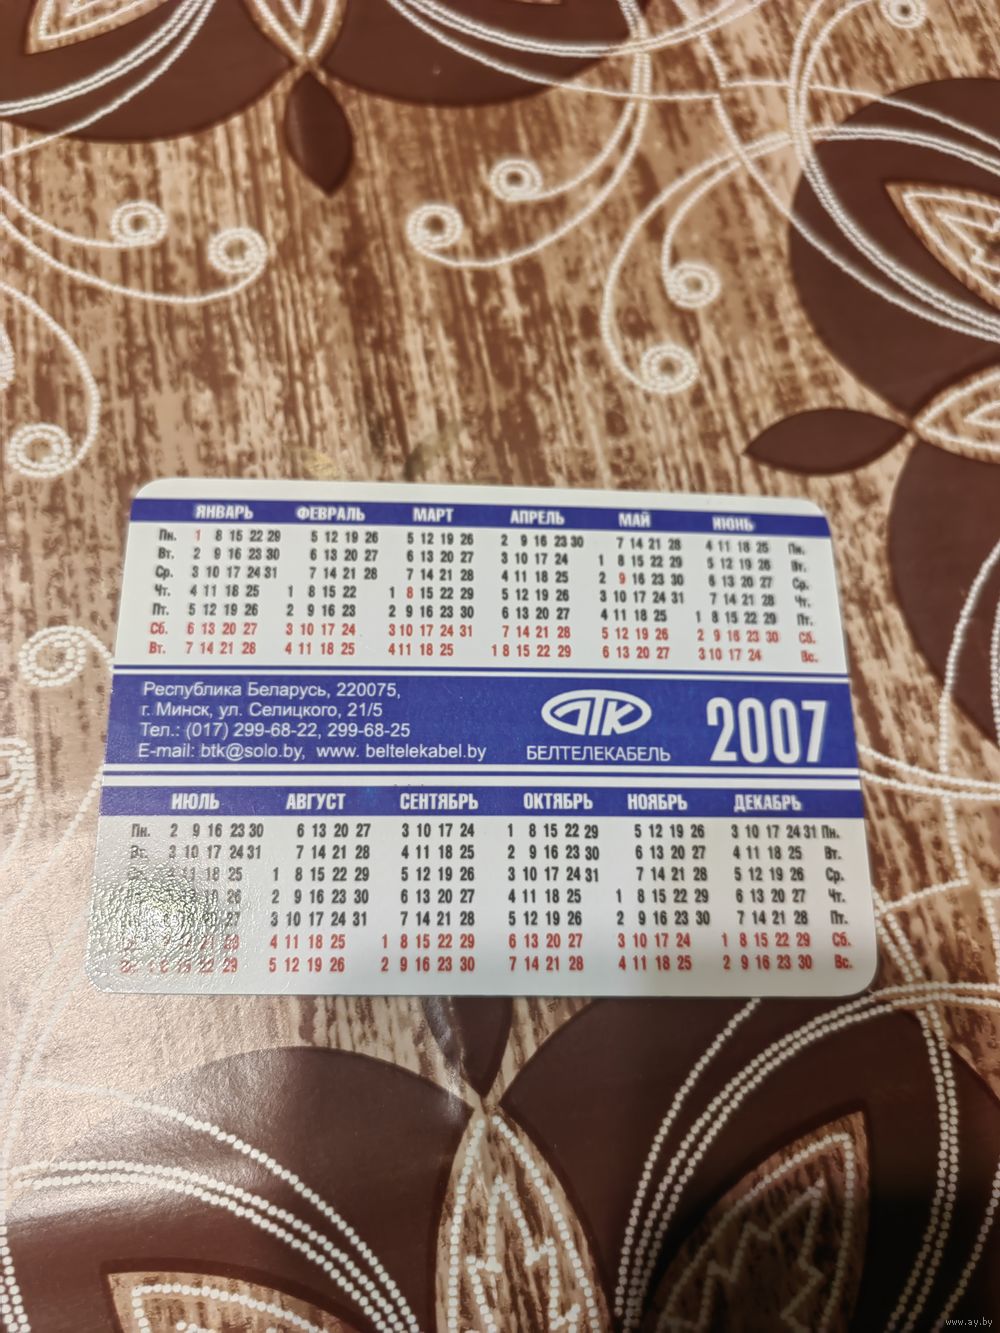 ЯНВАРЬ ФЕВРАЛЬ МАРТ АПРЕЛЬ МАЙ ИЮНЬ
Пн. 1 8 15 22 29 5 12 19 26 5 12 19 26 2 9 16 23 30 7 14 21 28 4 11 18 25 Пн.
Вт. 2 9 16 23 30 6 13 20 27 6 13 20 27 3 10 17 24 1 8 15 22 29 5 12 19 26 Вт.
Ср. 3 10 17 24 31 7 14 21 28 7 14 21 28 4 11 18 25 2 9 16 23 30 6 13 20 27 Ср.
Чт. 4 11 18 25 1 8 15 22 1 8 15 22 29 5 12 19 26 3 10 17 24 31 7 14 21 28 Чт.
Пт. 5 12 19 26 2 9 16 23 2 9 16 23 30 6 13 20 27 4 11 18 25 1 8 15 22 29 Пт.
Сб. 6 13 20 27 3 10 17 24 3 10 17 24 31 7 14 21 28 5 12 19 26 2 9 16 23 30 Сб.
Вт. 7 14 21 28 4 11 18 25 4 11 18 25 1 8 15 22 29 6 13 20 27 3 10 17 24 Вс.
Республика Беларусь, 220075,
г. Минск, ул. Селицкого, 21/5
Тел.: (017) 299-68-22, 299-68-25
E-mail: btk@solo.by, www. beltelekabel.by
БТК
БЕЛТЕЛЕКАБЕЛЬ
2007
ИЮЛЬ АВГУСТ СЕНТЯБРЬ ОКТЯБРЬ НОЯБРЬ ДЕКАБРЬ
Пн. 2 9 16 23 30 6 13 20 27 3 10 17 24 1 8 15 22 29 5 12 19 26 3 10 17 24 31 Пн.
Вт. 3 10 17 24 31 7 14 21 28 4 11 18 25 2 9 16 23 30 6 13 20 27 4 11 18 25 Вт.
Ср. 4 11 18 25 1 8 15 22 29 5 12 19 26 3 10 17 24 31 7 14 21 28 5 12 19 26 Ср.
26 2 9 16 23 30 6 13 20 27 4 11 18 25 1 8 15 22 29 6 13 20 27 Чт.
27 3 10 17 24 31 7 14 21 28 5 12 19 26 2 9 16 23 30 7 14 21 28 Пт.
21 28 4 11 18 25 1 8 15 22 29 6 13 20 27 3 10 17 24 1 8 15 22 29 Сб.
15 22 29 5 12 19 26 2 9 16 23 30 7 14 21 28 4 11 18 25 2 9 16 23 30 Вс.
www.ay.by